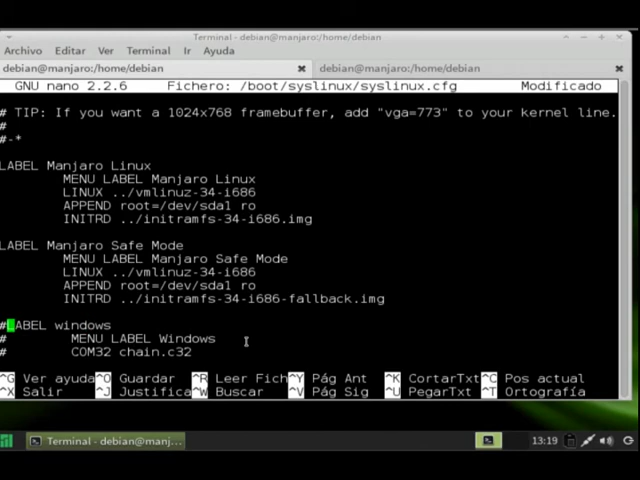 Terminal - debian@manjaro:/home/debian
Archivo Editar Ver Terminal Ir Ayuda
debian@manjaro:/home/debian debian@manjaro:/home/debian
GNU nano 2.2.6 Fichero: /boot/syslinux/syslinux.cfg Modificado
# TIP: If you want a 1024x768 framebuffer, add "vga=773" to your kernel line.
#
#-*
LABEL Manjaro Linux
MENU LABEL Manjaro Linux
LINUX ../vmlinuz-34-i686
APPEND root=/dev/sda1 ro
INITRD ../initramfs-34-i686.img
LABEL Manjaro Safe Mode
MENU LABEL Manjaro Safe Mode
LINUX ../vmlinuz-34-i686
APPEND root=/dev/sda1 ro
INITRD ../initramfs-34-i686-fallback.img
#LABEL windows
# MENU LABEL Windows
# COM32 chain.c32
^G Ver ayuda ^O Guardar ^R Leer Fich ^Y Pág Ant ^K CortarTxt ^C Pos actual
^X Salir ^J Justifica ^W Buscar ^V Pág Sig ^U PegarTxt ^T Ortografía
Terminal - debian@manj... 13:19